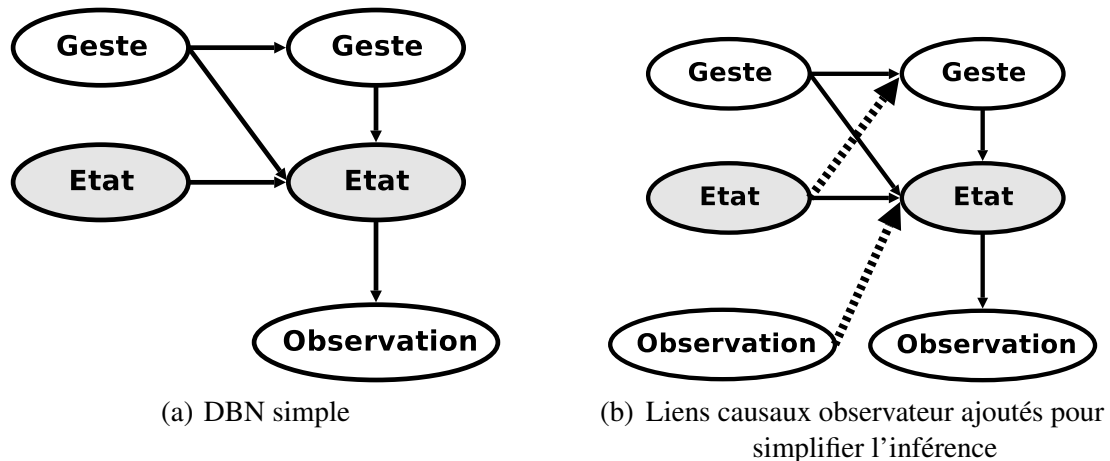 Geste Geste
Etat Etat
Observation
(a) DBN simple
Geste Geste
Etat Etat
Observation Observation
(b) Liens causaux observateur ajoutés pour
simplifier l'inférence